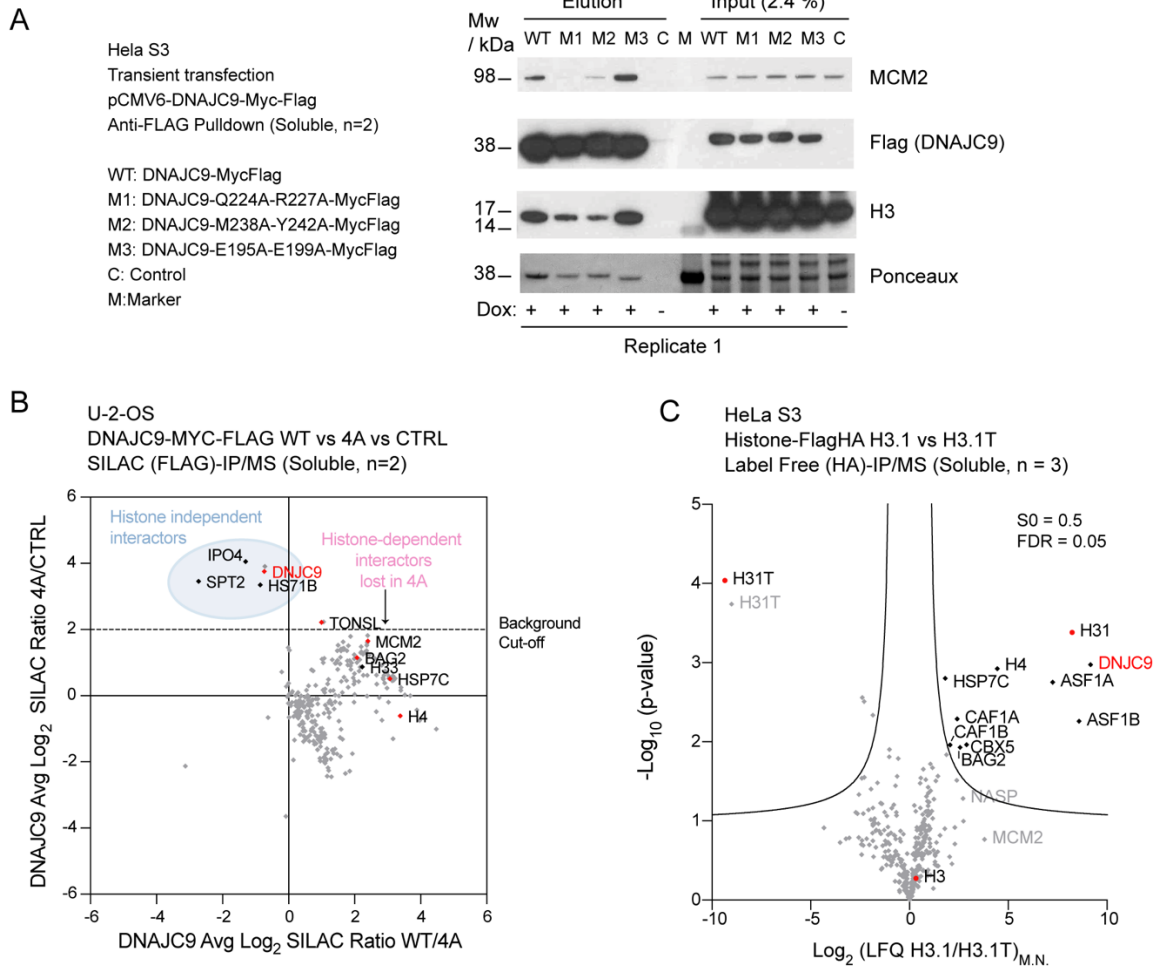 A
Hela S3
Transient transfection
pCMV6-DNAJC9-Myc-Flag
Anti-FLAG Pulldown (Soluble, n=2)
WT: DNAJC9-MycFlag
M1: DNAJC9-Q224A-R227A-MycFlag
M2: DNAJC9-M238A-Y242A-MycFlag
M3: DNAJC9-E195A-E199A-MycFlag
C: Control
M:Marker
Elution Input (2.4 %)
Mw
/ kDa
WT M1 M2 M3 C M WT M1 M2 M3 C
98 MCM2
38 Flag (DNAJC9)
17
14
H3
38 Ponceaux
Dox: + + + + - + + + + -
Replicate 1
B
U-2-OS
DNAJC9-MYC-FLAG WT vs 4A vs CTRL
SILAC (FLAG)-IP/MS (Soluble, n=2)
DNAJC9 Avg Log2 SILAC Ratio 4A/CTRL
6
4
2
0
-2
-4
-6
Histone independent
interactors
Histone-dependent
interactors
lost in 4A
IPO4
DNJC9
SPT2
HS71B
TONSL
MCM2
BAG2
H33
HSP7C
H4
Background
Cut-off
-6 -4 -2 0 2 4 6
DNAJC9 Avg Log2 SILAC Ratio WT/4A
C
HeLa S3
Histone-FlagHA H3.1 vs H3.1T
Label Free (HA)-IP/MS (Soluble, n = 3)
-Log10 (p-value)
5
4
3
2
1
0
S0 = 0.5
FDR = 0.05
H31T
H31T
H31
H4
DNJC9
HSP7C
ASF1A
CAF1A
ASF1B
CAF1B
CBX5
BAG2
NASP
MCM2
H3
-10 -5 0 5 10
Log2 (LFQ H3.1/H3.1T)M.N.